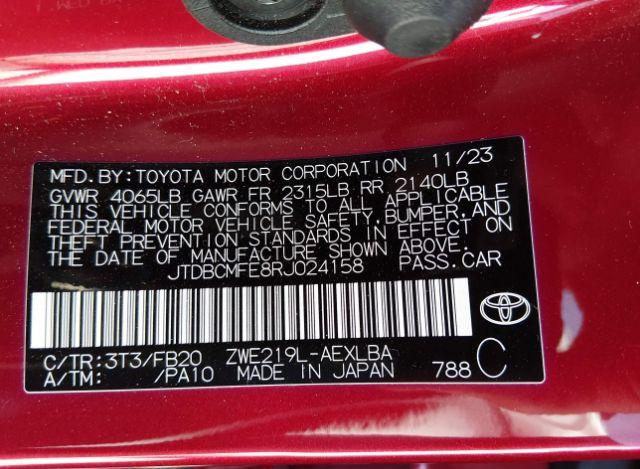 MFD. BY: TOYOTA MOTOR CORPORATION 11/23
GVWR 4065LB GAWR FR 2315LB RR 2140LB
THIS VEHICLE CONFORMS TO ALL APPLICABLE
FEDERAL MOTOR VEHICLE SAFETY, BUMPER, AND
THEFT PREVENTION STANDARDS IN EFFECT ON
THE DATE OF MANUFACTURE SHOWN ABOVE.
JTDBCMFE8RJ024158 PASS. CAR
C/TR: 3T3/FB20 ZWE219L-AEXLBA
A/TM: /PA10 MADE IN JAPAN 788 C